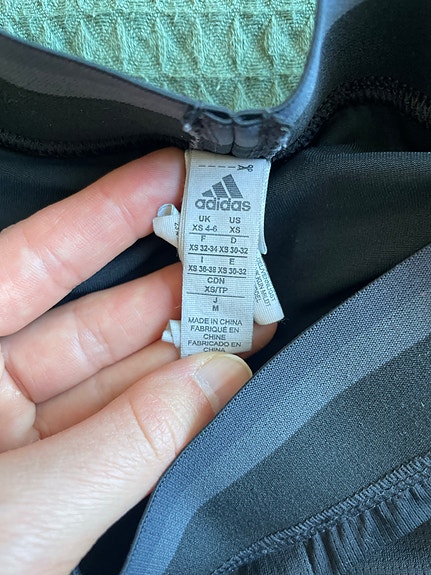 adidas
UK US
XS 4-6 XS
F D
XS 32-34 XS 30-32
I E
XS 36-38 XS 30-32
CDN
XS/TP
J
M
MADE IN CHINA
FABRIQUÉ EN
CHINE
FABRICADO EN
CHINA